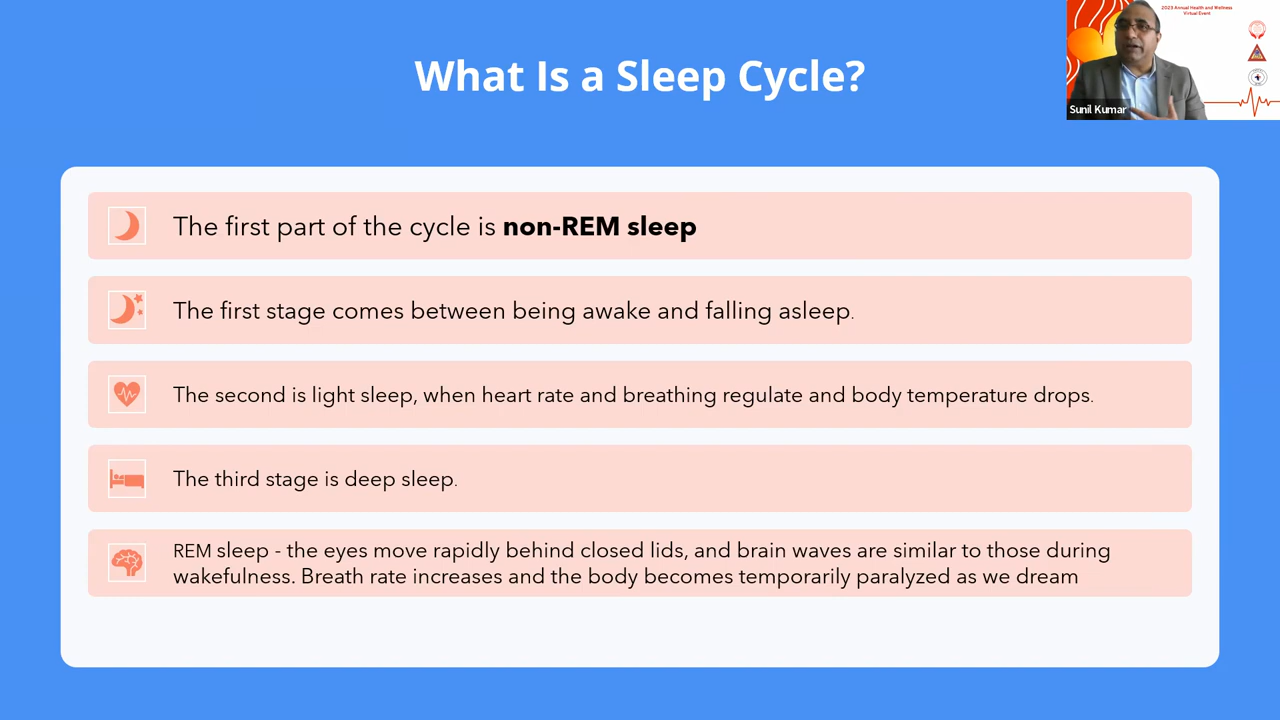 What Is a Sleep Cycle?
2023 Annual Health and Wellness
Virtual Event
Sunil Kumar
The first part of the cycle is non-REM sleep
The first stage comes between being awake and falling asleep.
The second is light sleep, when heart rate and breathing regulate and body temperature drops.
The third stage is deep sleep.
REM sleep - the eyes move rapidly behind closed lids, and brain waves are similar to those during
wakefulness. Breath rate increases and the body becomes temporarily paralyzed as we dream